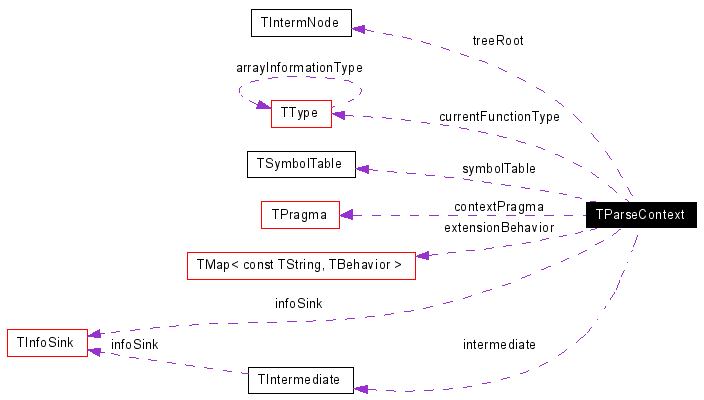 TIntermNode
treeRoot
arrayInformationType
TType
currentFunctionType
TSymbolTable
symbolTable
TPragma
contextPragma
TParseContext
extensionBehavior
TMap< const TString, TBehavior >
infoSink
TInfoSink
infoSink
intermediate
TIntermediate